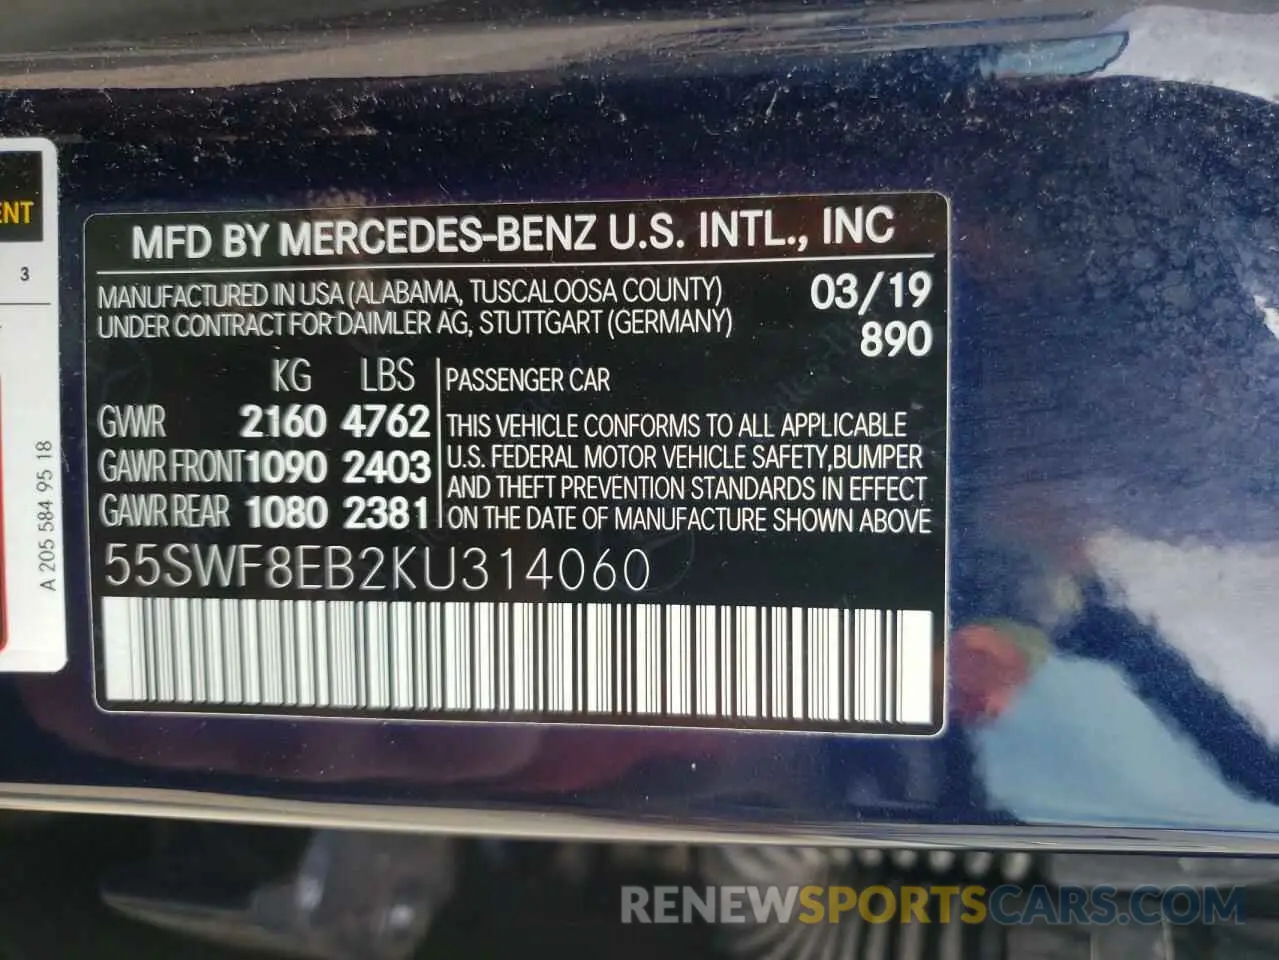 ENT
3
A 205 584 95 18
MFD BY MERCEDES-BENZ U.S. INTL., INC
MANUFACTURED IN USA (ALABAMA, TUSCALOOSA COUNTY)
UNDER CONTRACT FOR DAIMLER AG, STUTTGART (GERMANY)
03/19
890
KG LBS
GVWR 2160 4762
GAWR FRONT 1090 2403
GAWR REAR 1080 2381
PASSENGER CAR
THIS VEHICLE CONFORMS TO ALL APPLICABLE
U.S. FEDERAL MOTOR VEHICLE SAFETY,BUMPER
AND THEFT PREVENTION STANDARDS IN EFFECT
ON THE DATE OF MANUFACTURE SHOWN ABOVE
55SWF8EB2KU314060
RENEWSPORTSCARS.COM